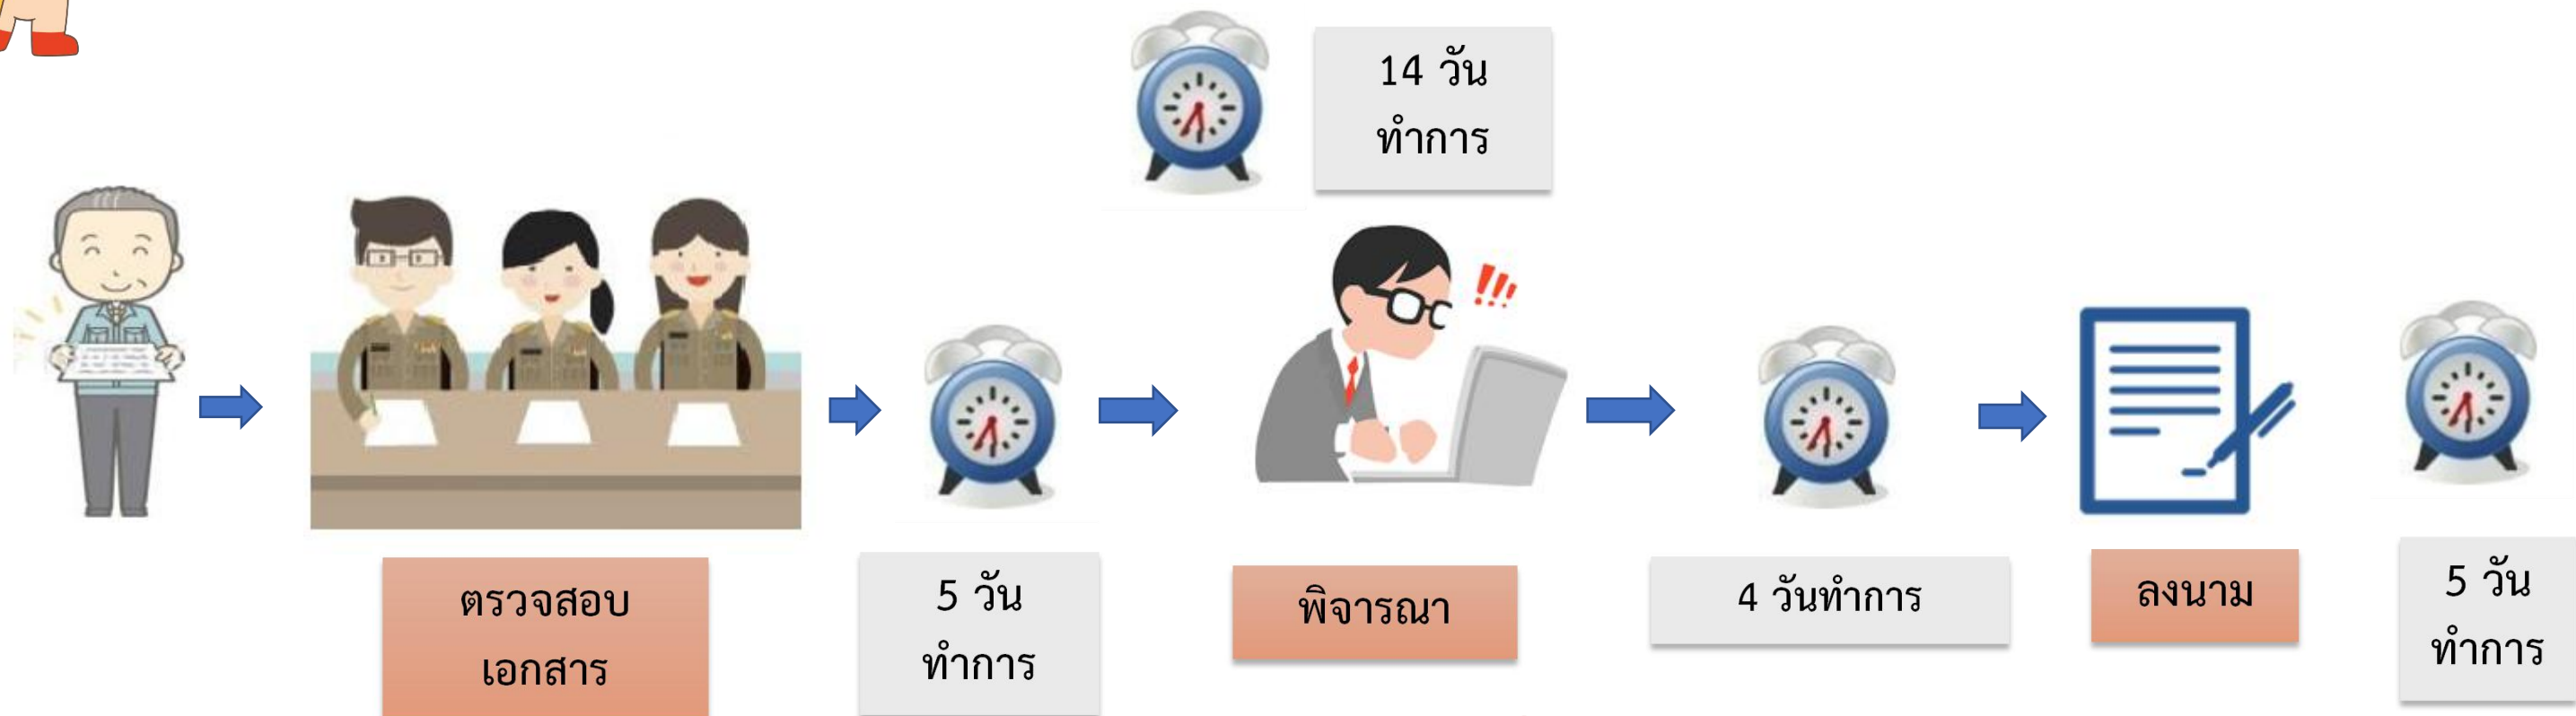 14 วัน
ทำการ
ตรวจสอบ
เอกสาร
5 วัน
ทำการ
พิจารณา
4 วันทำการ
ลงนาม
5 วัน
ทำการ